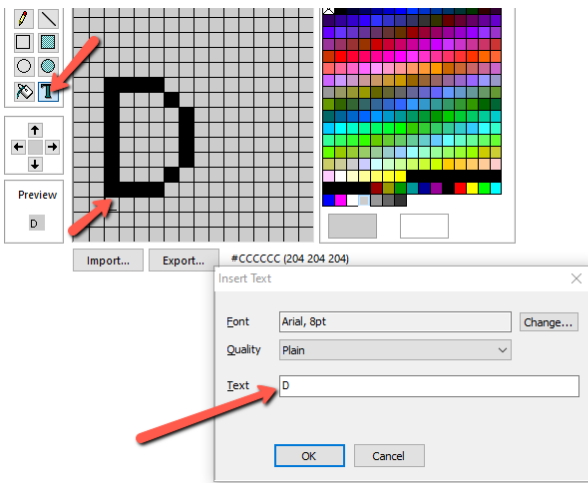 T
D
Preview
D
Import...
Export...
#CCCCCC (204 204 204)
Insert Text
Font
Arial, 8pt
Change...
Quality
Plain
Text
D
OK
Cancel